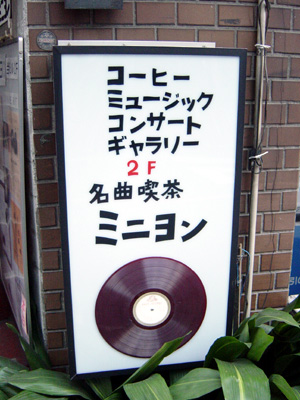 コーヒー
ミュージック
コンサート
ギャラリー
2F
名曲喫茶
ミニヨン